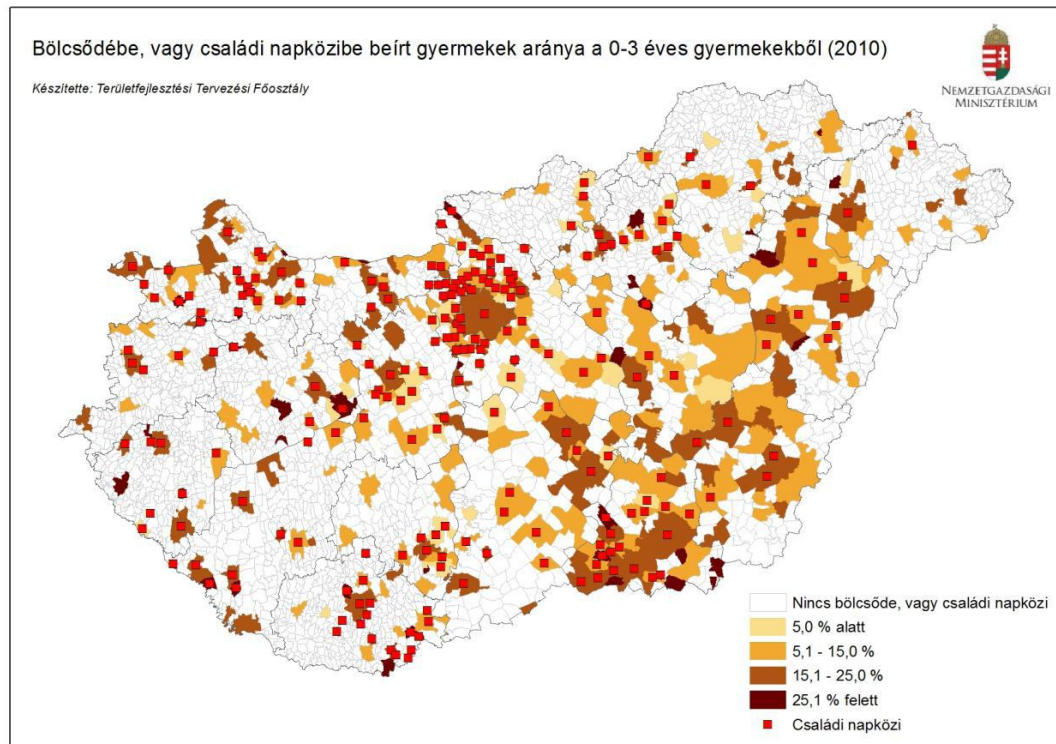 Bölcsődébe, vagy családi napközibe beírt gyermekek aránya a 0-3 éves gyermekekből (2010)
Készítette: Területfejlesztési Tervezési Főosztály
NEMZETGAZDASÁGI
MINISZTÉRIUM
Nincs bölcsőde, vagy családi napközi
5,0 % alatt
5,1 - 15,0 %
15,1 - 25,0 %
25,1 % felett
Családi napközi